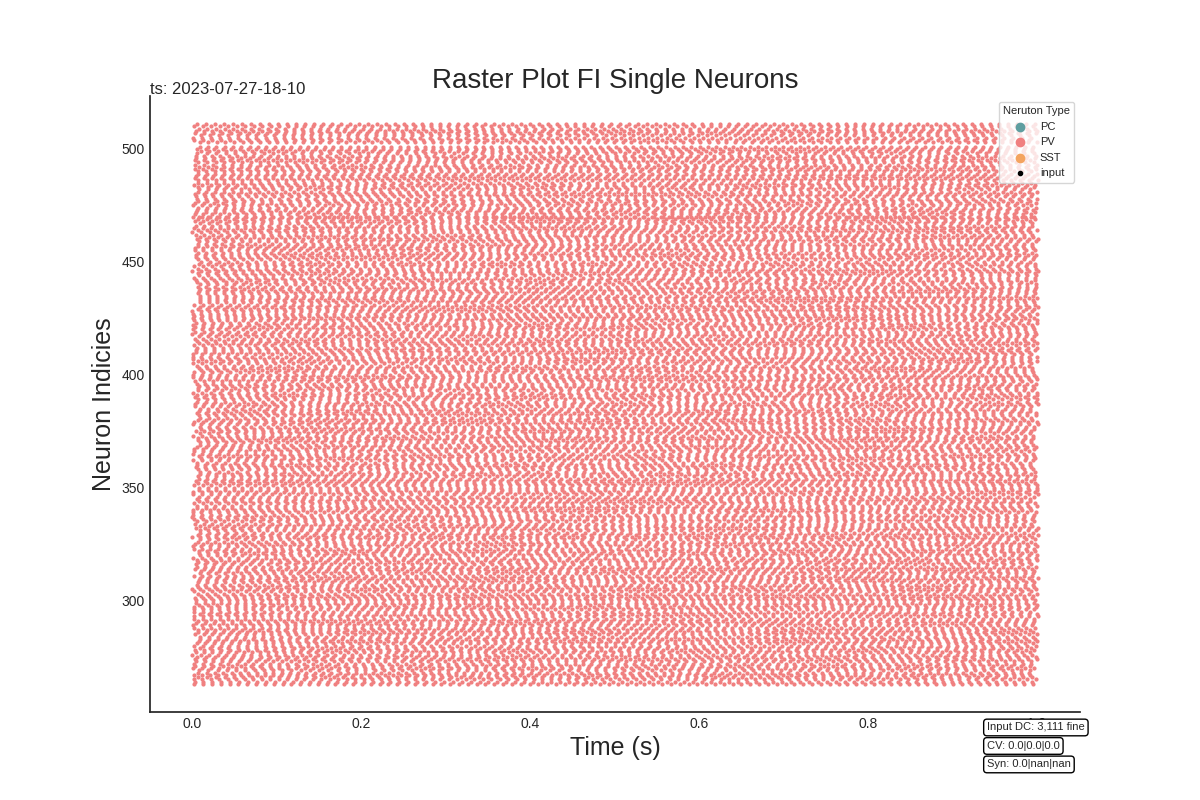 Raster Plot FI Single Neurons
ts: 2023-07-27-18-10
Neruton Type
PC
PV
SST
input
500
450
400
350
300
Neuron Indicies
0.0 0.2 0.4 0.6 0.8
Time (s)
Input DC: 3,111 fine
CV: 0.0|0.0|0.0
Syn: 0.0|nan|nan